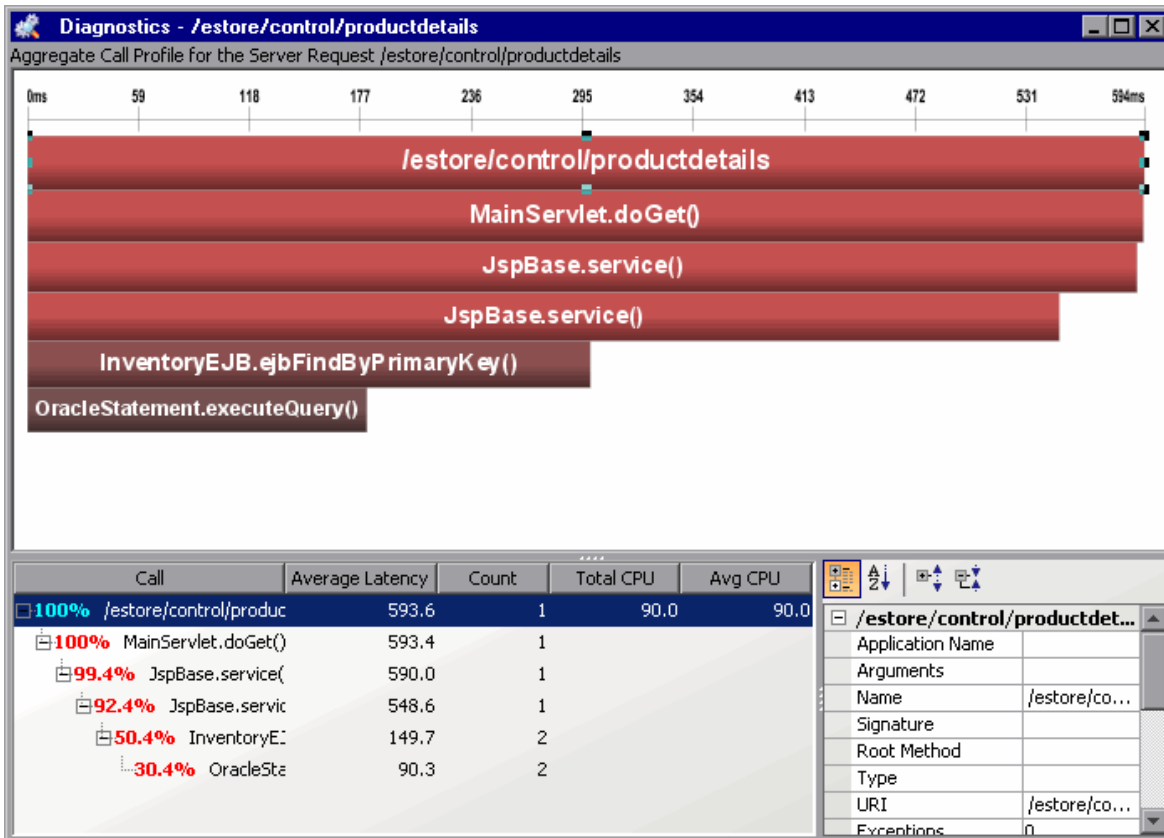 Diagnostics - /estore/control/productdetails
Aggregate Call Profile for the Server Request /estore/control/productdetails
0ms 59 118 177 236 295 354 413 472 531 594ms
/estore/control/productdetails
MainServlet.doGet()
JspBase.service()
JspBase.service()
InventoryEJB.ejbFindByPrimaryKey()
OracleStatement.executeQuery()
Call Average Latency Count Total CPU Avg CPU
100% /estore/control/produc 593.6 1 90.0 90.0
100% MainServlet.doGet() 593.4 1
99.4% JspBase.service( 590.0 1
92.4% JspBase.servic 548.6 1
50.4% InventoryE 149.7 2
30.4% OracleSta 90.3 2
/estore/control/productdet...
Application Name
Arguments
Name /estore/co...
Signature
Root Method
Type
URI /estore/co...
Exceptions 0